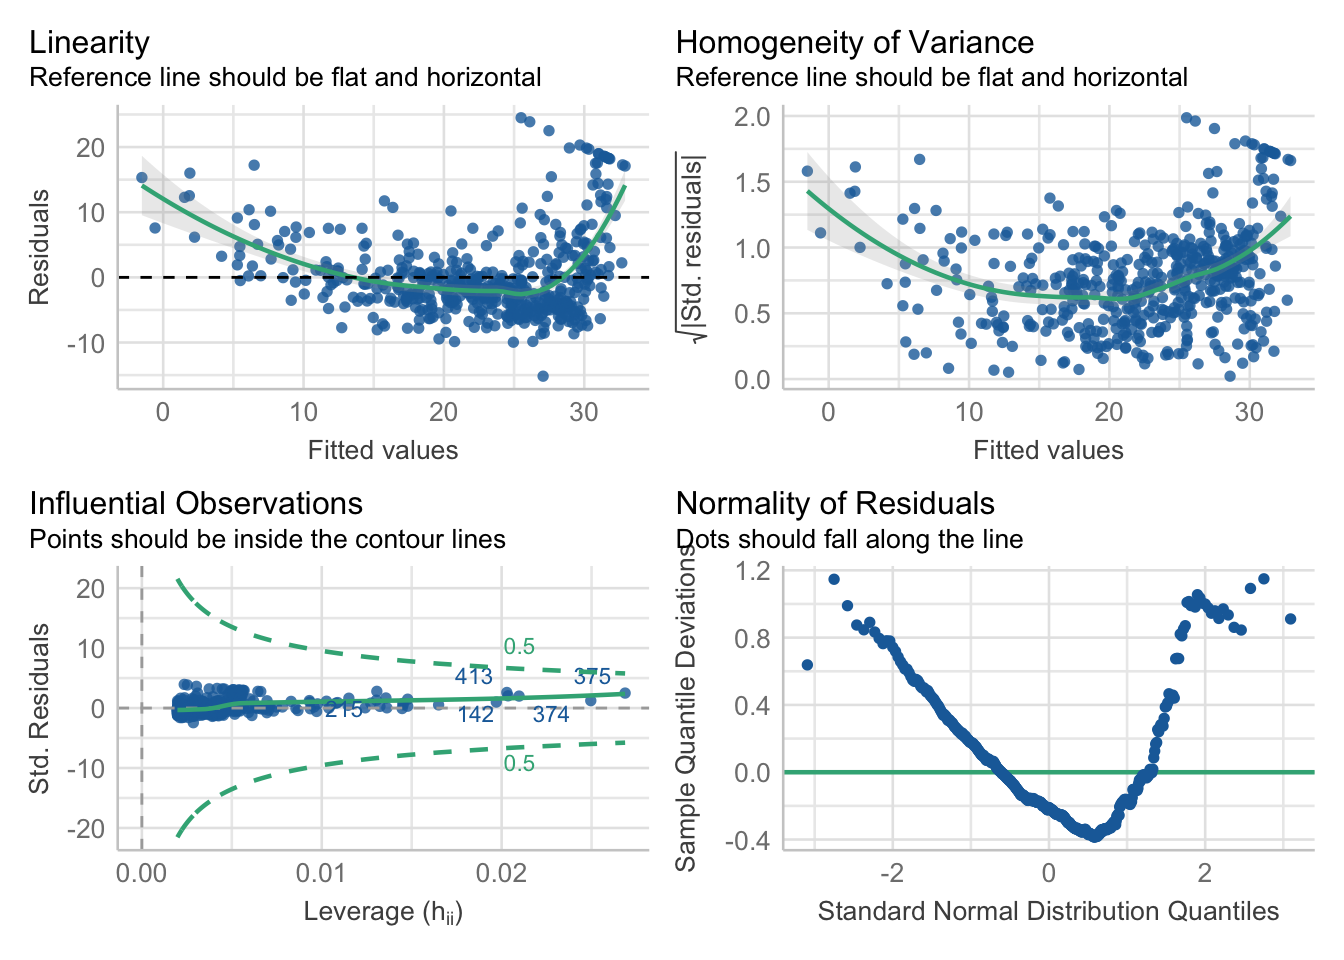 Linearity
Reference line should be flat and horizontal
20
10
0
-10
Residuals
0 10 20 30
Fitted values
Homogeneity of Variance
Reference line should be flat and horizontal
2.0
1.5
1.0
0.5
0.0
√|Std. residuals|
0 10 20 30
Fitted values
Influential Observations
Points should be inside the contour lines
20
10
0
-10
-20
Std. Residuals
0.5
413 375
215 142 374
0.5
0.00 0.01 0.02
Leverage (hii)
Normality of Residuals
Dots should fall along the line
1.2
0.8
0.4
0.0
-0.4
Sample Quantile Deviations
-2 0 2
Standard Normal Distribution Quantiles